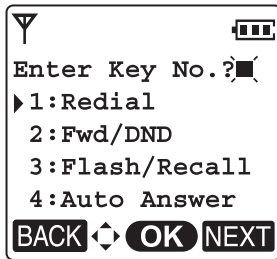 Enter Key No.?
1:Redial
2:Fwd/DND
3:Flash/Recall
4:Auto Answer
BACK OK NEXT